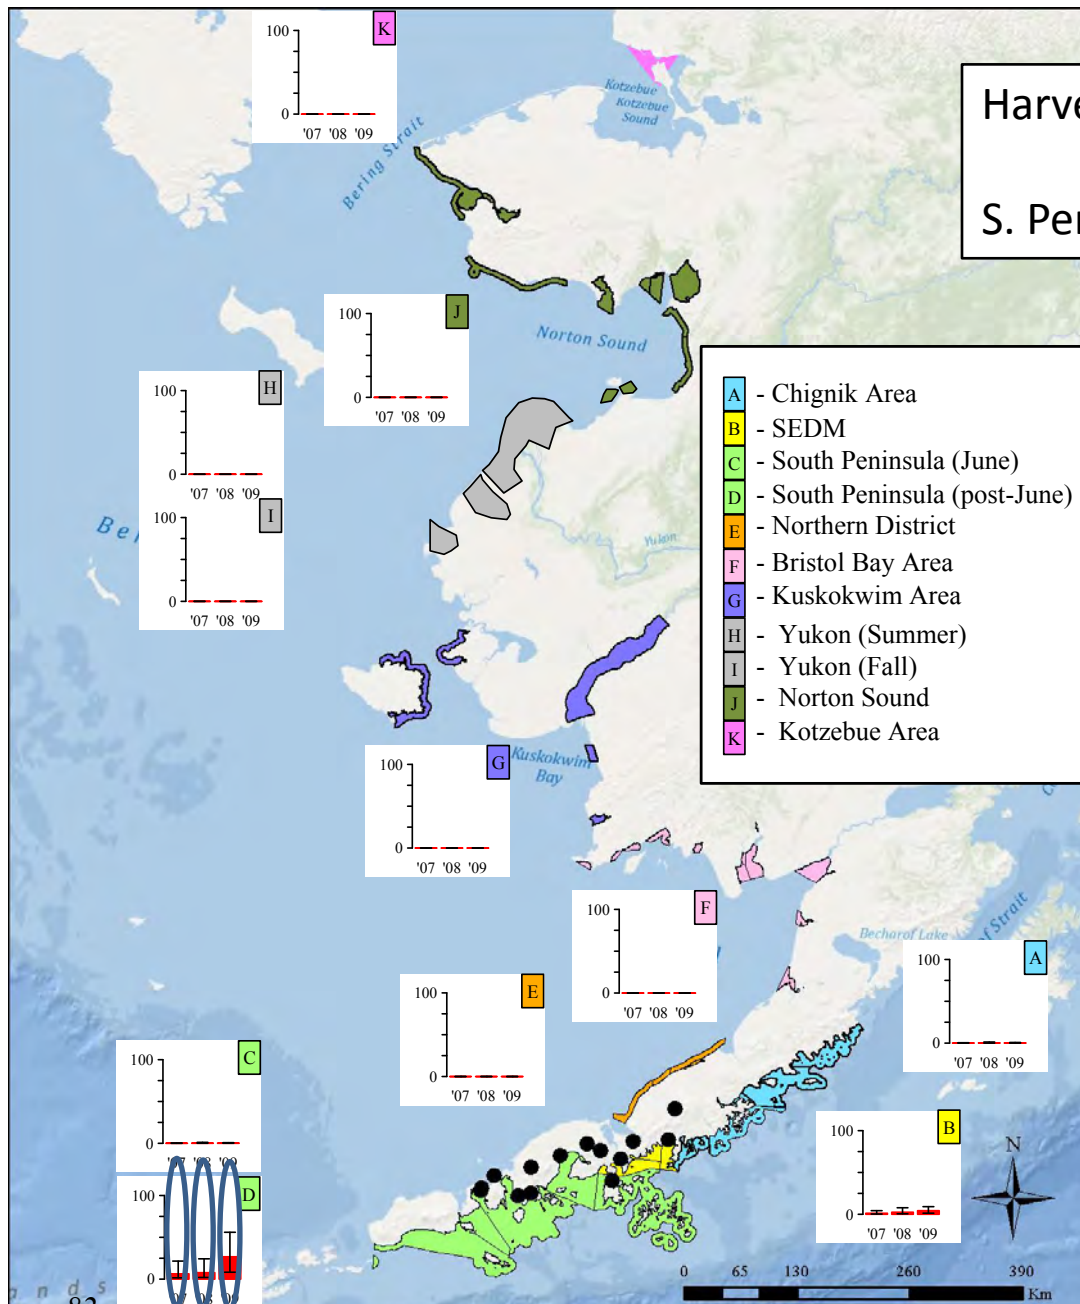 K
100
0
'07 '08 '09
Kotzebue
Kotzebue
Sound
Bering Strait
Harve
S. Per
J
100
0
'07 '08 '09
Norton Sound
H
100
0
'07 '08 '09
I
100
0
'07 '08 '09
Ber
Yukon
A - Chignik Area
B - SEDM
C - South Peninsula (June)
D - South Peninsula (post-June)
E - Northern District
F - Bristol Bay Area
G - Kuskokwim Area
H - Yukon (Summer)
I - Yukon (Fall)
J - Norton Sound
K - Kotzebue Area
Kuskokwim
Bay
G
100
0
'07 '08 '09
F
100
0
'07 '08 '09
Becharof Lake
of Strait
A
100
0
'07 '08 '09
E
100
0
'07 '08 '09
C
100
0
D
100
0
B
100
0
'07 '08 '09
N
0 65 130 260 390
Km
ands